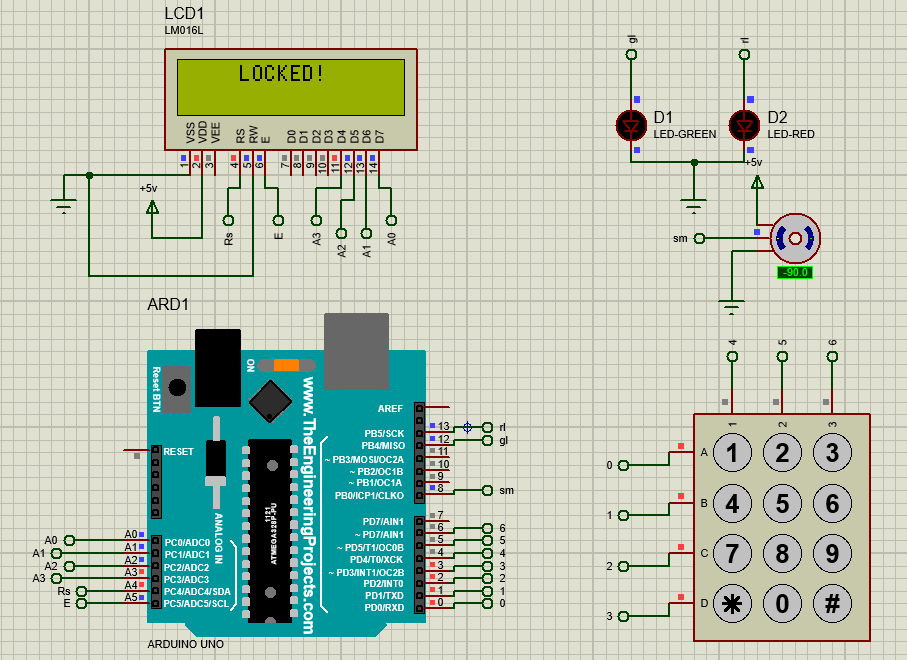 LCD1
LM016L
LOCKED!
VSS VDD VEE RS RW E D0 D1 D2 D3 D4 D5 D6 D7
1 2 3 4 5 6 7 8 9 10 11 12 13 14
+5v
Rs E A3 A2 A1 A0
gl rl
D1
LED-GREEN
D2
LED-RED
+5v
sm
-90.0
ARD1
ON
Reset BTN
www.TheEngineeringProjects.com
1121
ATMEGA328P-PU
ANALOG IN
RESET
AREF
PB5/SCK 13 rl
PB4/MISO 12 gl
~ PB3/MOSI/OC2A 11
~ PB2/OC1B 10
~ PB1/OC1A 9
PB0/ICP1/CLKO 8 sm
PD7/AIN1 7
~ PD7/AIN1 6 6
~ PD5/T1/OC0B 5 5
PD4/T0/XCK 4 4
~ PD3/INT1/OC2B 3 3
PD2/INT0 2 2
PD1/TXD 1 1
PD0/RXD 0 0
A0 A0 PC0/ADC0
A1 A1 PC1/ADC1
A2 A2 PC2/ADC2
A3 A3 PC3/ADC3
Rs A4 PC4/ADC4/SDA
E A5 PC5/ADC5/SCL
ARDUINO UNO
4 5 6
1 2 3
0 A 1 2 3
1 B 4 5 6
2 C 7 8 9
3 D * 0 #